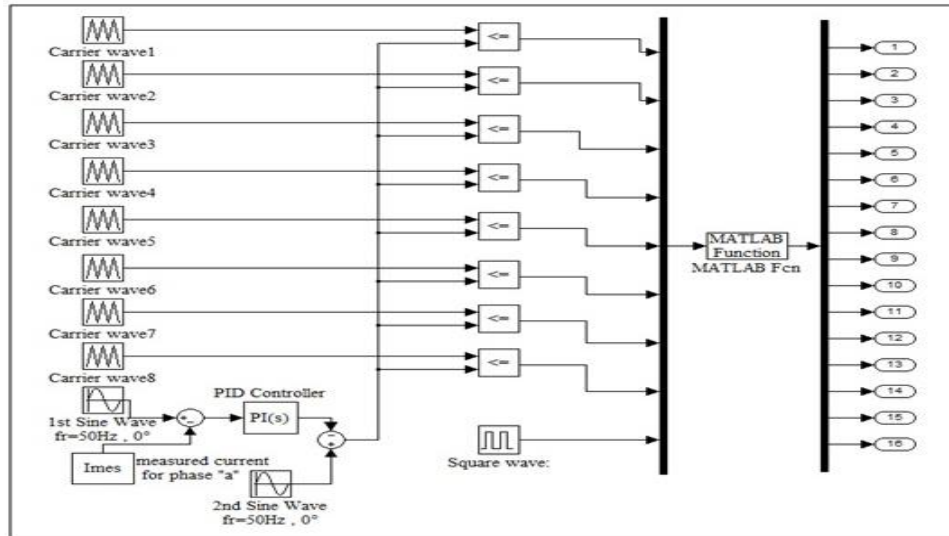 Carrier wave1
<=
Carrier wave2
<=
Carrier wave3
<=
Carrier wave4
<=
Carrier wave5
<=
Carrier wave6
<=
Carrier wave7
<=
Carrier wave8
<=
1st Sine Wave
fr=50Hz , 0°
PID Controller
PI(s)
Imes
measured current
for phase "a"
2nd Sine Wave
fr=50Hz , 0°
Square wave:
MATLAB
Function
MATLAB Fcn
1
2
3
4
5
6
7
8
9
10
11
12
13
14
15
16